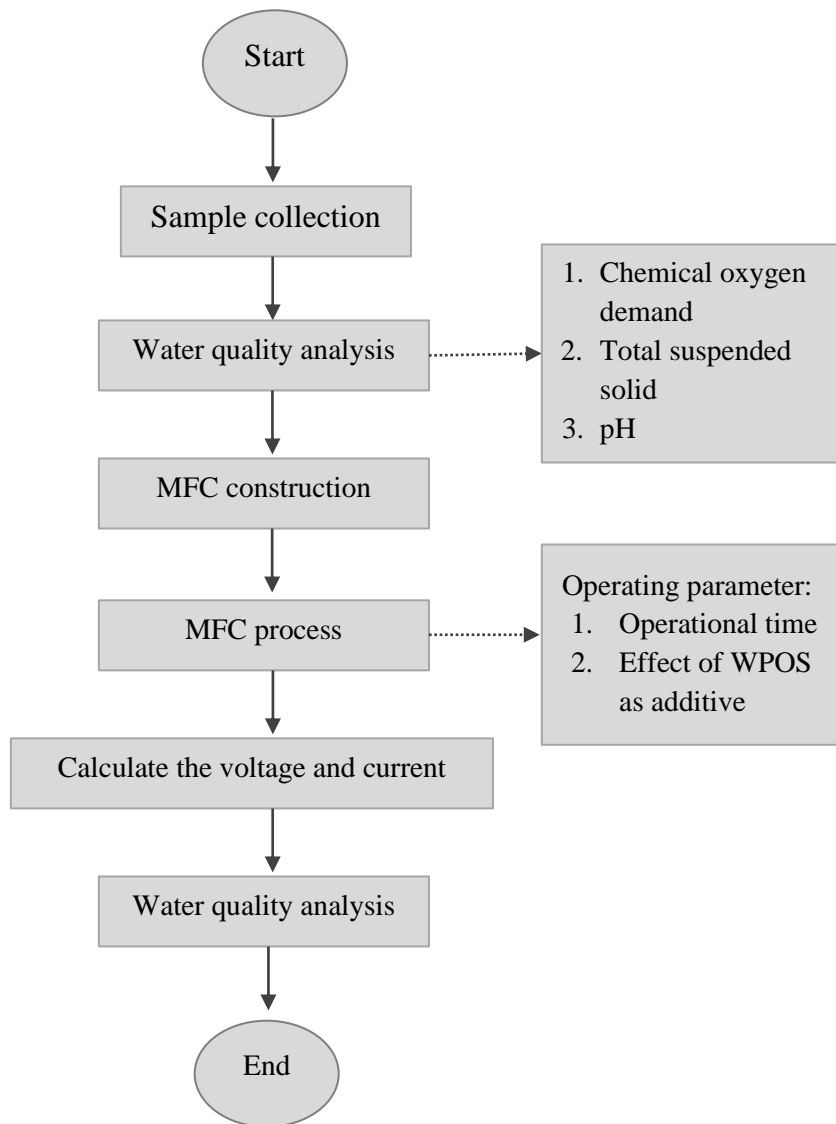 Start
Sample collection
Water quality analysis
1. Chemical oxygen
demand
2. Total suspended
solid
3. pH
MFC construction
MFC process
Operating parameter:
1. Operational time
2. Effect of WPOS
as additive
Calculate the voltage and current
Water quality analysis
End